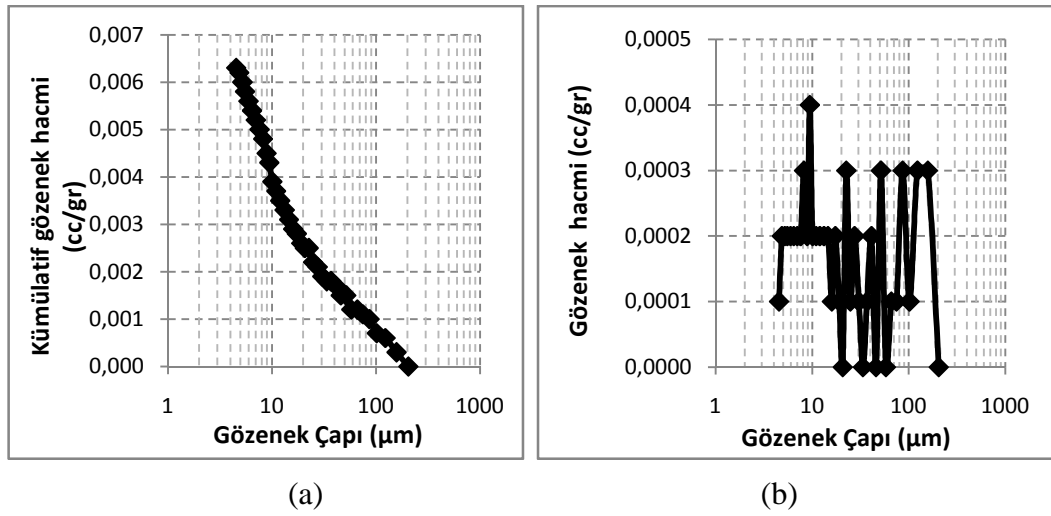 0,007
0,006
0,005
0,004
0,003
0,002
0,001
0,000
1 10 100 1000
Kümülatif gözenek hacmi
(cc/gr)
Gözenek Çapı (µm)
0,0005
0,0004
0,0003
0,0002
0,0001
0,0000
1 10 100 1000
Gözenek hacmi (cc/gr)
Gözenek Çapı (µm)
(a)
(b)